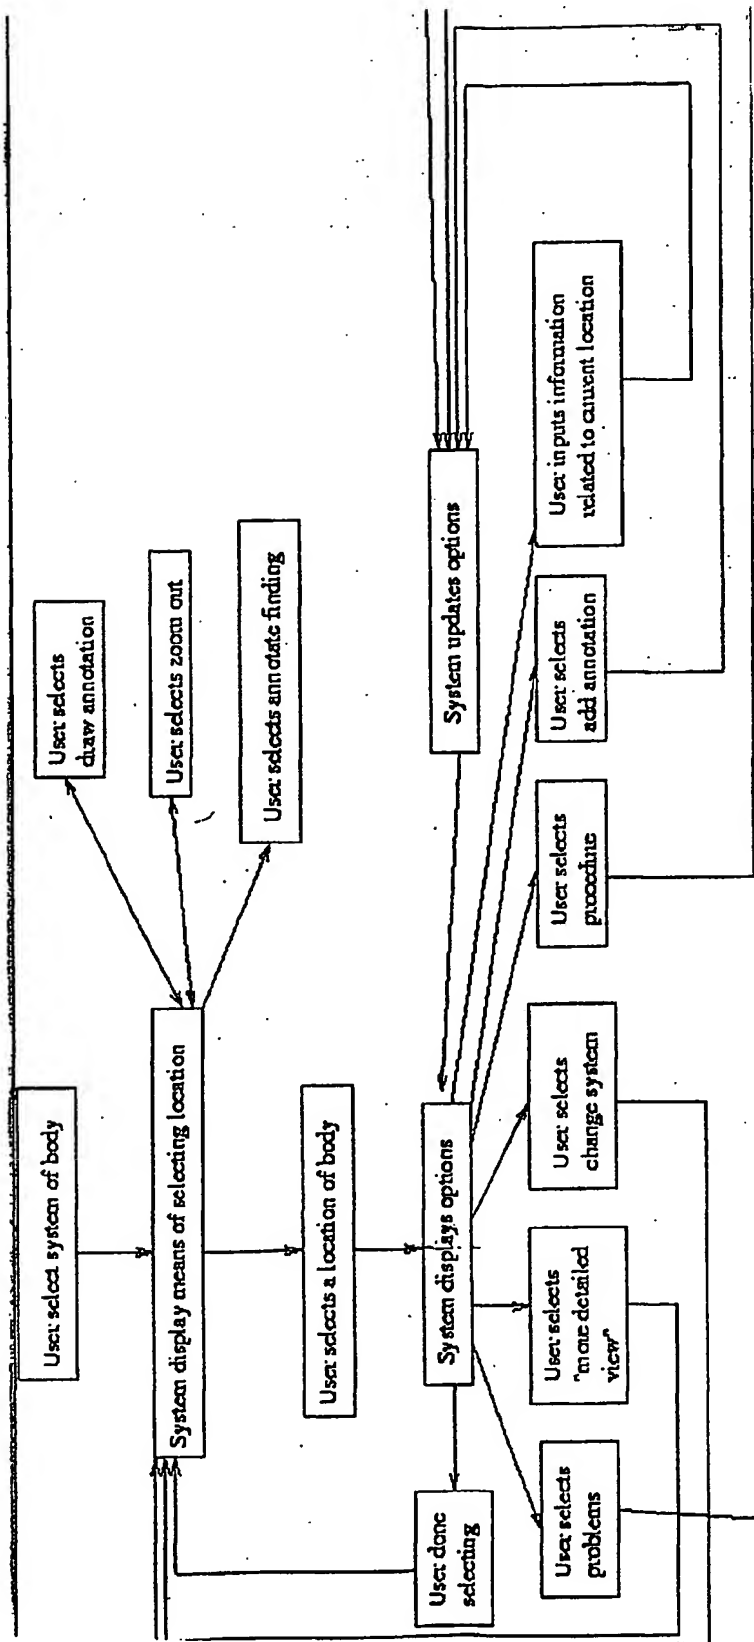 User select system of body
System display means of selecting location
User selects
draw annotation
User selects zoom out
User selects annotate finding
User selects a location of body
System displays options
System updates options
User done
selecting
User selects
problems
User selects
"more detailed
view"
User selects
change system
User selects
procedure
User selects
add annotation
User inputs information
related to current location